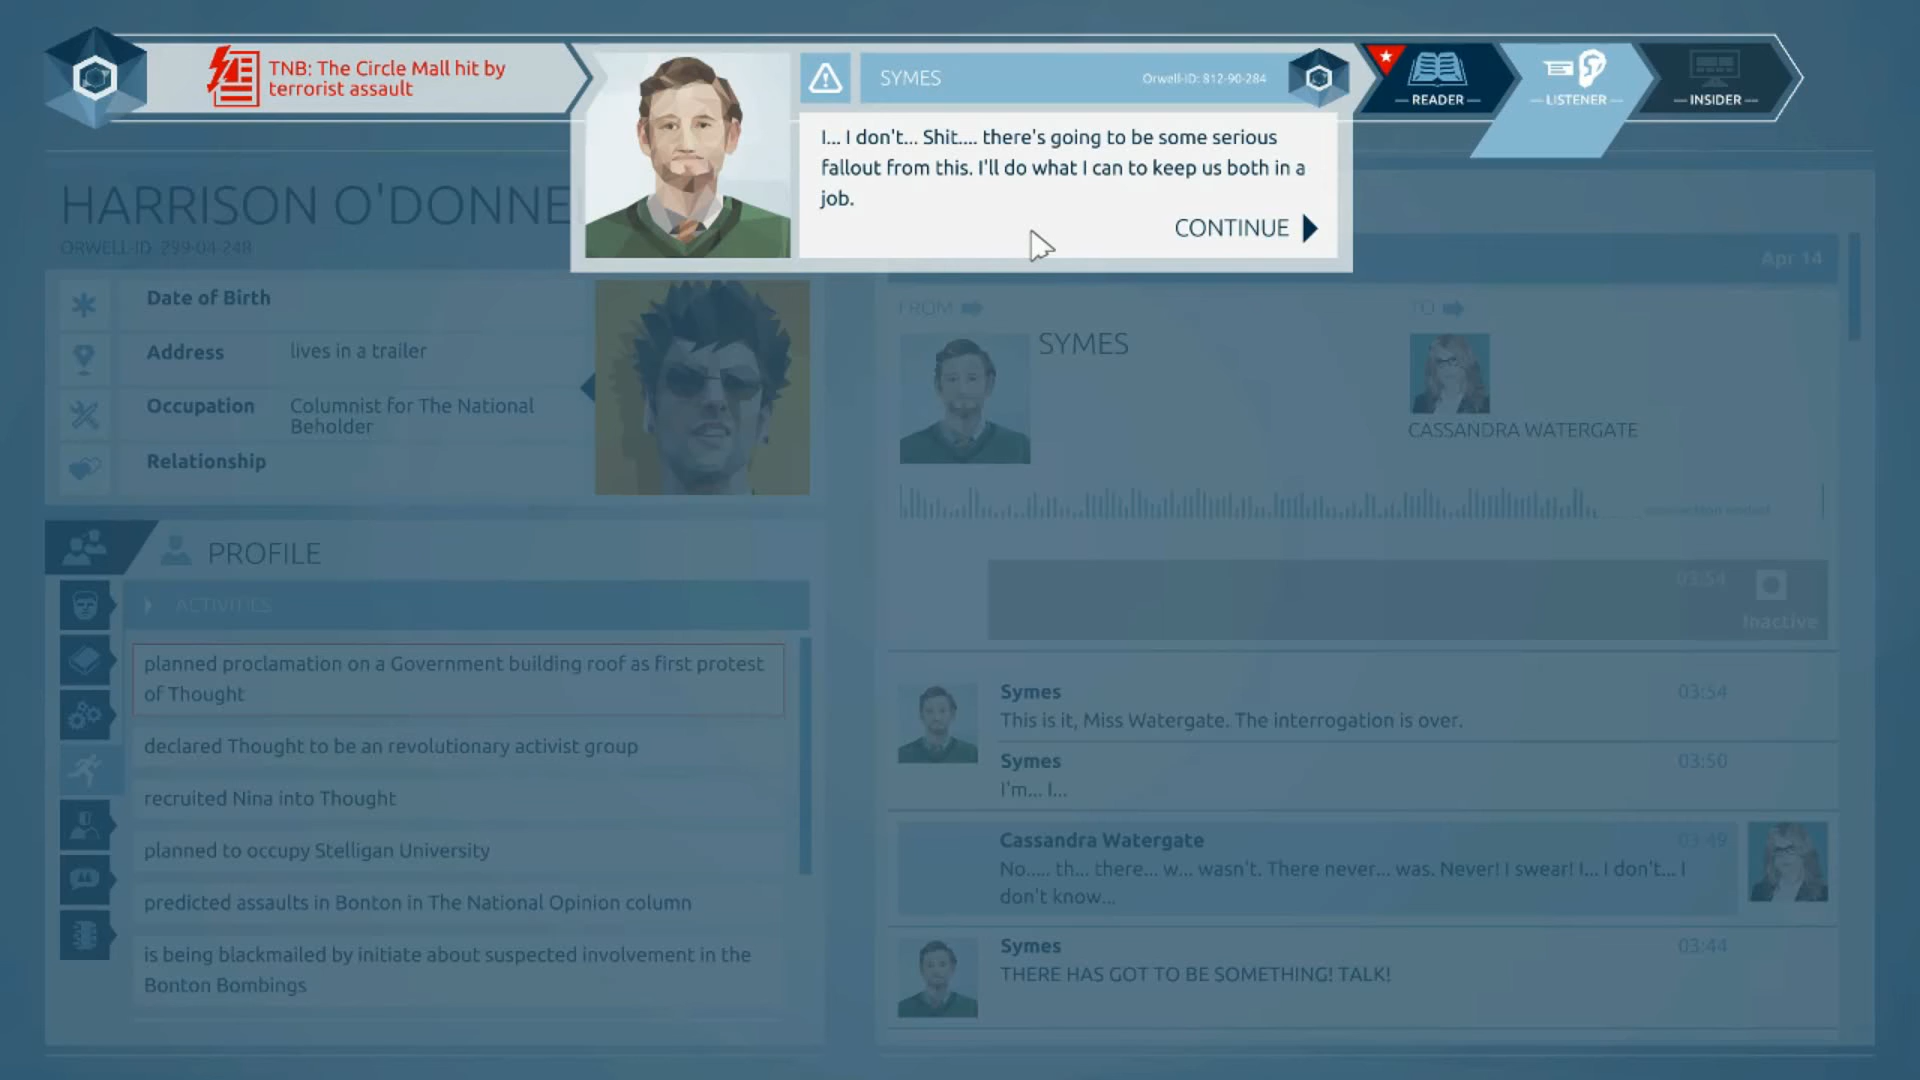 TNB: The Circle Mall hit by
terrorist assault
SYMES
Orwell-ID: 812-90-284
I... I don't... Shit.... there's going to be some serious
fallout from this. I'll do what I can to keep us both in a
job.
CONTINUE
READER
LISTENER
INSIDER
HARRISON O'DONNE
ORWELL-ID 299-04-248
Date of Birth
Address
lives in a trailer
Occupation
Columnist for The National
Beholder
Relationship
PROFILE
ACTIVITIES
planned proclamation on a Government building roof as first protest
of Thought
declared Thought to be an revolutionary activist group
recruited Nina into Thought
planned to occupy Stelligan University
predicted assaults in Bonton in The National Opinion column
is being blackmailed by initiate about suspected involvement in the
Bonton Bombings
Apr 14
FROM
SYMES
TO
CASSANDRA WATERGATE
connection ended
03:54
Inactive
Symes
03:54
This is it, Miss Watergate. The interrogation is over.
Symes
03:50
I'm... I...
Cassandra Watergate
03:49
No..... th... there... w... wasn't. There never... was. Never! I swear! I... I don't... I
don't know...
Symes
03:44
THERE HAS GOT TO BE SOMETHING! TALK!